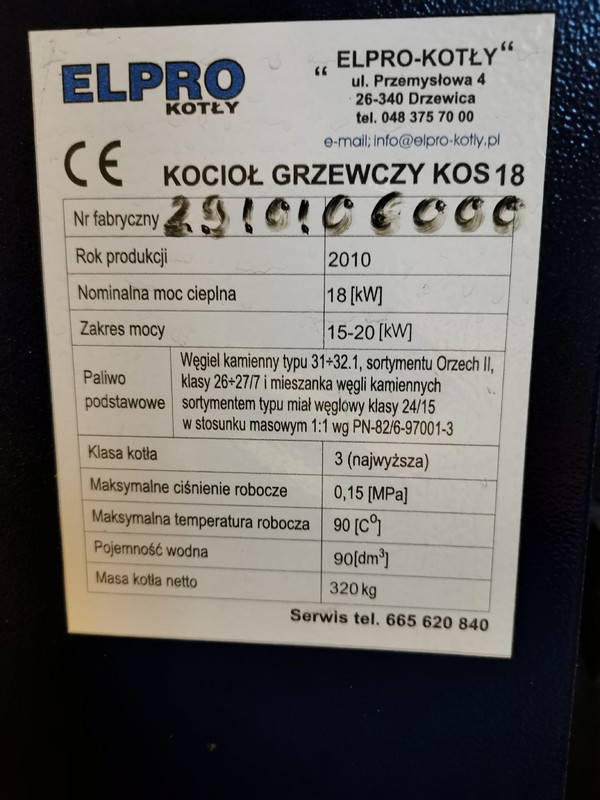 ELPRO
KOTŁY
“ ELPRO-KOTŁY “
ul. Przemysłowa 4
26-340 Drzewica
tel. 048 375 70 00
e-mail; info@elpro-kotly.pl
CE KOCIOŁ GRZEWCZY KOS 18
Nr fabryczny
Rok produkcji 2010
Nominalna moc cieplna 18 [kW]
Zakres mocy 15-20 [kW]
Paliwo podstawowe
Węgiel kamienny typu 31÷32.1, sortymentu Orzech II,
klasy 26÷27/7 i mieszanka węgli kamiennych
sortymentem typu miał węglowy klasy 24/15
w stosunku masowym 1:1 wg PN-82/6-97001-3
Klasa kotła 3 (najwyższa)
Maksymalne ciśnienie robocze 0,15 [MPa]
Maksymalna temperatura robocza 90 [C⁰]
Pojemność wodna 90[dm³]
Masa kotła netto 320 kg
Serwis tel. 665 620 840